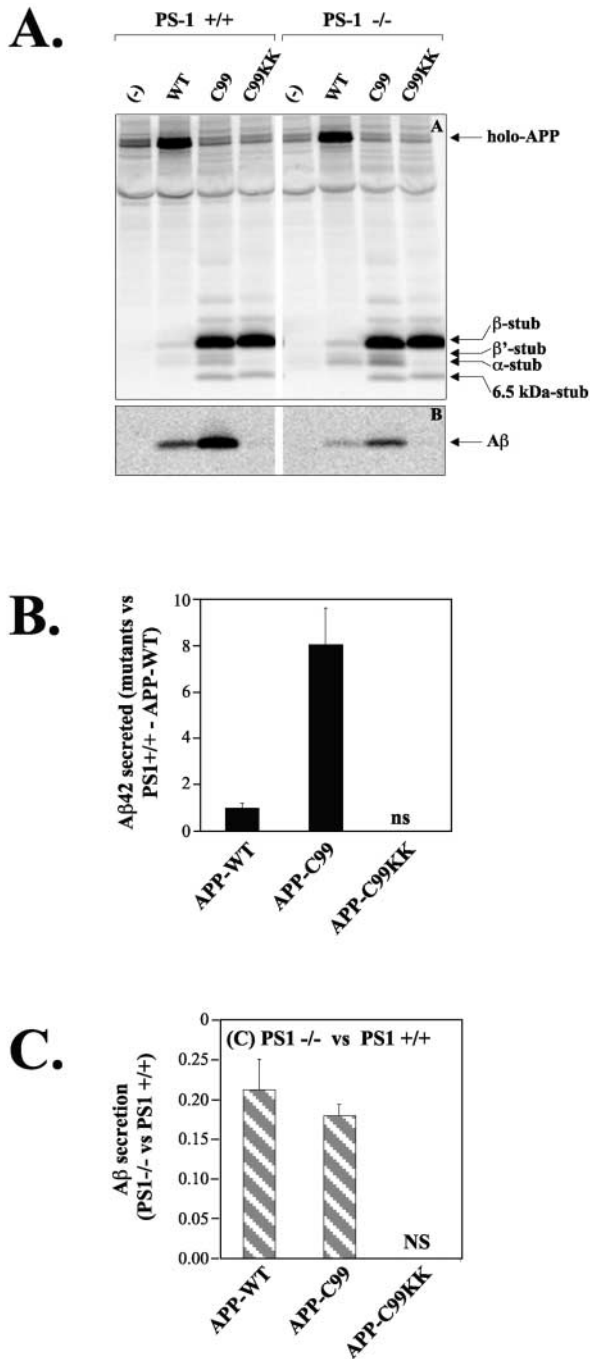 A.
PS-1 +/+ PS-1 -/-
(-) WT C99 C99KK (-) WT C99 C99KK
A
holo-APP
β-stub
β'-stub
α-stub
6.5 kDa-stub
B
Aβ
B.
Aβ42 secreted (mutants vs
PS1+/+ - APP-WT)
10
8
6
4
2
0
ns
APP-WT APP-C99 APP-C99KK
C.
Aβ secretion
(PS1-/- vs PS1 +/+)
0
0.25
0.20
0.15
0.10
0.05
0.00
(C) PS1 -/- vs PS1 +/+
NS
APP-WT APP-C99 APP-C99KK